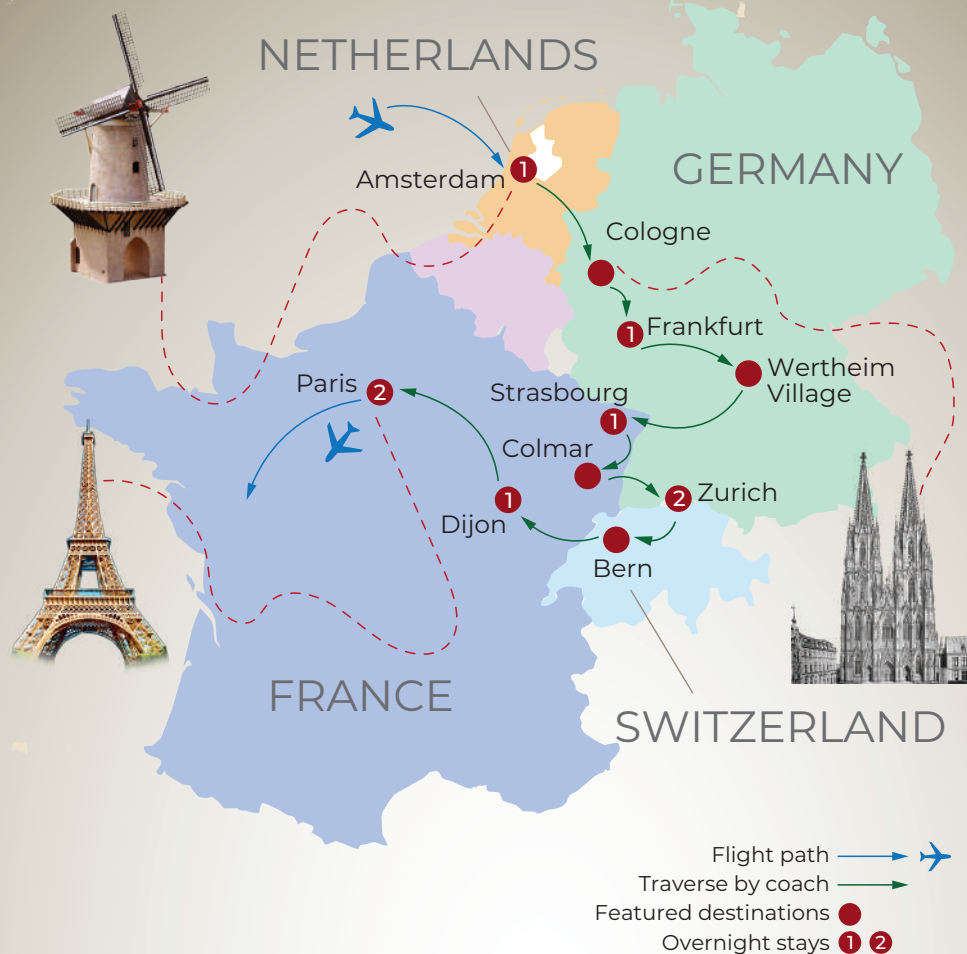 NETHERLANDS
GERMANY
Amsterdam 1
Cologne
1 Frankfurt
Wertheim
Village
Paris 2
Strasbourg
1
Colmar
2 Zurich
1
Dijon
Bern
FRANCE
SWITZERLAND
Flight path
Traverse by coach
Featured destinations
Overnight stays 1 2